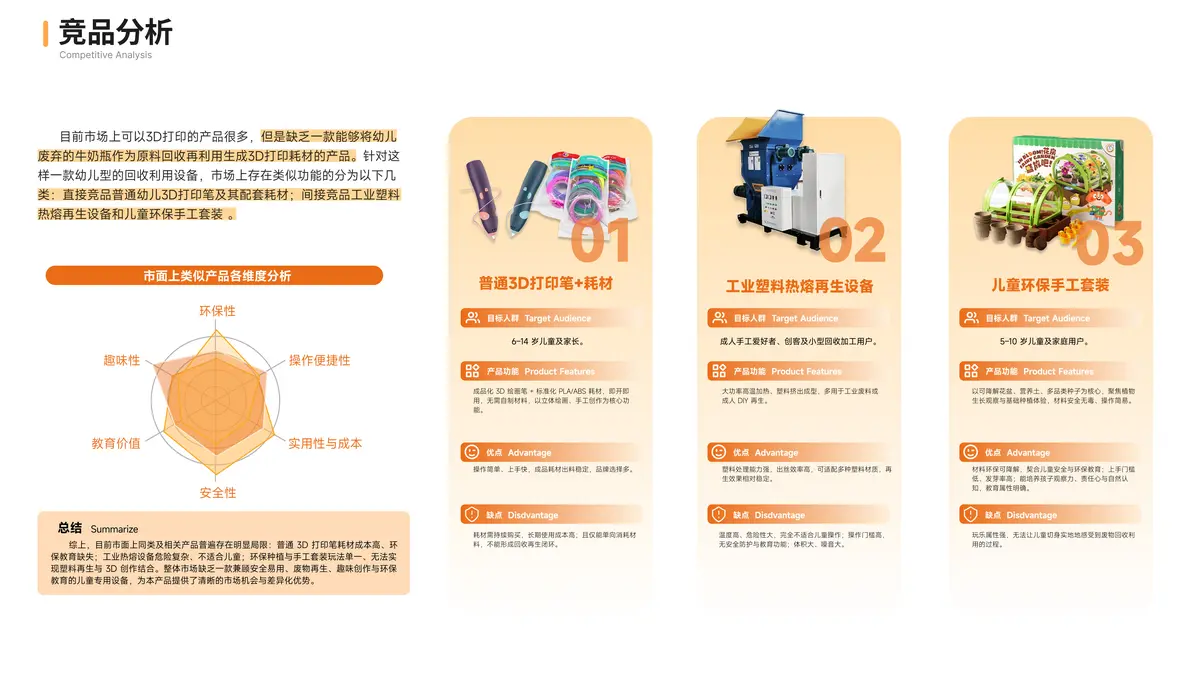 竞品分析
Competitive Analysis
目前市场上可以3D打印的产品很多，但是缺乏一款能够将幼儿
废弃的牛奶瓶作为原料回收再利用生成3D打印耗材的产品。针对这
样一款幼儿型的回收利用设备，市场上存在类似功能的分为以下几
类：直接竞品普通幼儿3D打印笔及其配套耗材；间接竞品工业塑料
热熔再生设备和儿童环保手工套装 。
市面上类似产品各维度分析
环保性
趣味性
操作便捷性
教育价值
实用性与成本
安全性
总结 Summarize
综上，目前市面上同类及相关产品普遍存在明显局限：普通 3D 打印笔耗材成本高、环
保教育缺失；工业热熔设备危险复杂、不适合儿童；环保种植与手工套装玩法单一、无法实
现塑料再生与 3D 创作结合。整体市场缺乏一款兼顾安全易用、废物再生、趣味创作与环保
教育的儿童专用设备，为本产品提供了清晰的市场机会与差异化优势。
01
普通3D打印笔+耗材
目标人群 Target Audience
6-14 岁儿童及家长。
产品功能 Product Features
成品化 3D 绘画笔 + 标准化 PLA/ABS 耗材，即开即
用，无需自制材料，以立体绘画、手工创作为核心功
能。
优点 Advantage
操作简单、上手快，成品耗材出料稳定，品牌选择多。
缺点 Disdvantage
耗材需持续购买，长期使用成本高；且仅能单向消耗材
料，不能形成回收再生闭环。
02
工业塑料热熔再生设备
目标人群 Target Audience
成人手工爱好者、创客及小型回收加工用户。
产品功能 Product Features
大功率高温加热、塑料挤出成型，多用于工业废料或
成人 DIY 再生。
优点 Advantage
塑料处理能力强，出丝效率高，可适配多种塑料材质，再
生效果相对稳定。
缺点 Disdvantage
温度高、危险性大，完全不适合儿童操作；操作门槛高，
无安全防护与教育功能；体积大、噪音大。
03
儿童环保手工套装
目标人群 Target Audience
5-10 岁儿童及家庭用户。
产品功能 Product Features
以可降解花盆、营养土、多品类种子为核心，聚焦植物
生长观察与基础种植体验，材料安全无毒、操作简易。
优点 Advantage
材料环保可降解，契合儿童安全与环保教育；上手门槛
低、发芽率高；能培养孩子观察力、责任心与自然认
知，教育属性明确。
缺点 Disdvantage
玩乐属性强，无法让儿童切身实地地感受到废物回收利
用的过程。